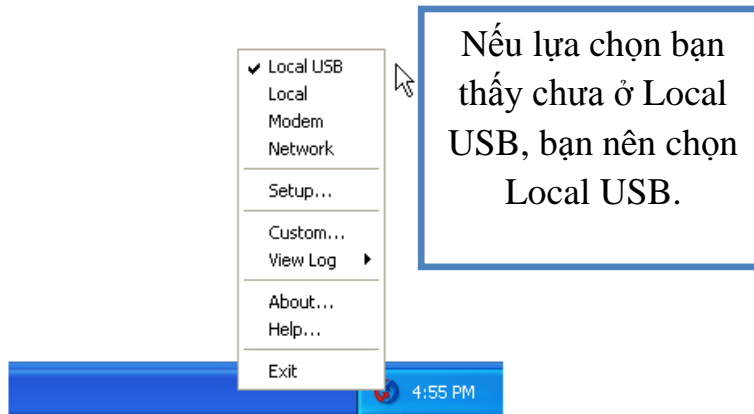 Local USB
Local
Modem
Network
Setup...
Custom...
View Log
About...
Help...
Exit
4:55 PM
Nếu lựa chọn bạn
thấy chưa ở Local
USB, bạn nên chọn
Local USB.